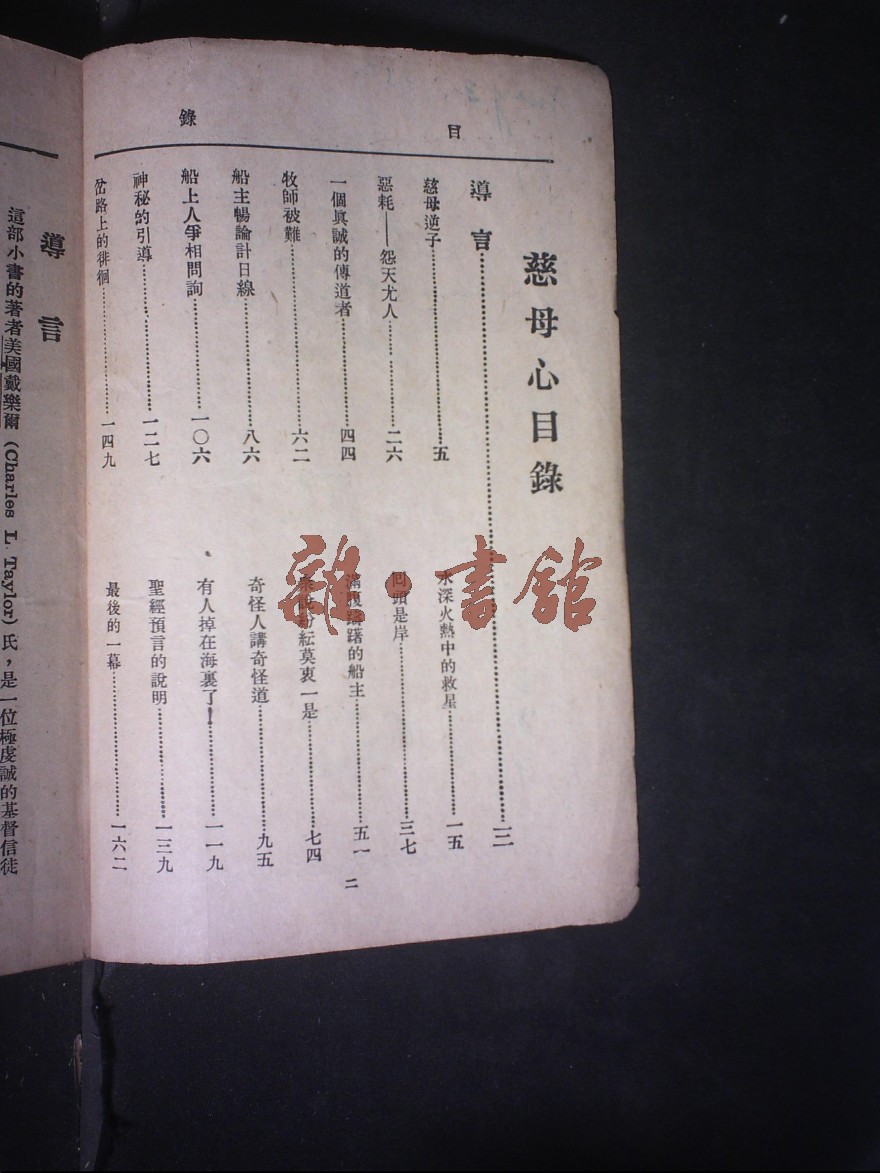 目錄
慈母心目錄
導言……三
慈母逆子……五
水深火熱中的救星……一五
惡耗——怨天尤人……二六
回頭是岸……三七
一個眞誠的傳道者……四四
滿腹躊躇的船主……五一
牧師被難……六二
衆說紛紜莫衷一是……七四
船主暢論計日線……八六
奇怪人講奇怪道……九五
船上人爭相問詢……一〇六
有人掉在海裏了！……一一九
神秘的引導……一二七
聖經預言的說明……一三九
岔路上的徘徊……一四九
最後的一幕……一六二
二
導言
這部小書的著者美國戴樂爾 (Charles L. Taylor) 氏，是一位極虔誠的基督信徒
雜·書館